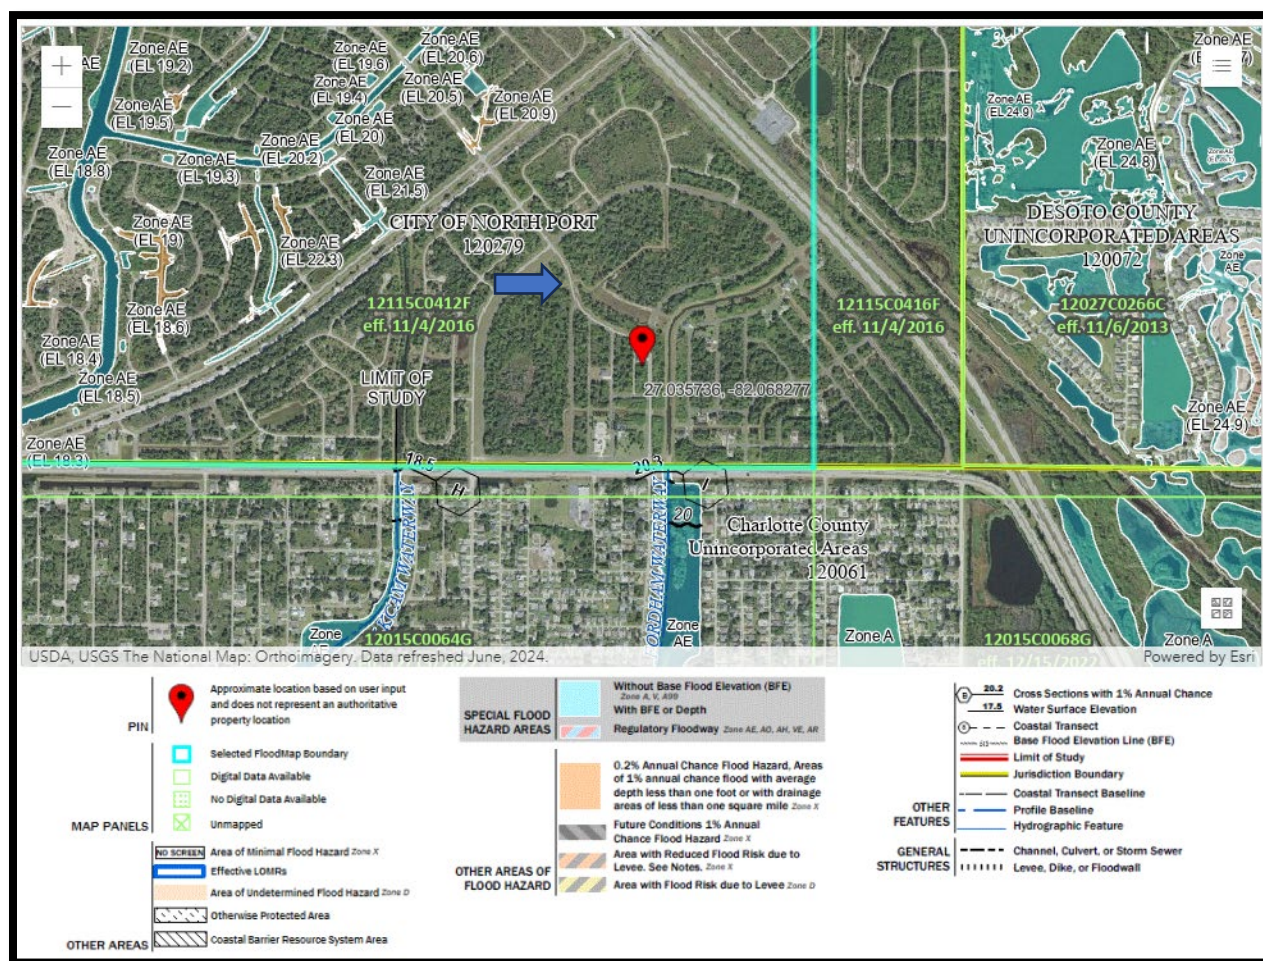 Zone AE
(EL 19.2)
Zone AE
(EL 19.6)
Zone AE
(EL 20.6)
Zone AE
(EL 19.4)
Zone AE
(EL 20.5)
Zone AE
(EL 20.9)
Zone AE
(EL 19.5)
Zone AE
(EL 20)
Zone AE
(EL 20.2)
Zone AE
(EL 18.8)
Zone AE
(EL 19.3)
Zone AE
(EL 21.5)
Zone AE
(EL 19)
Zone AE
(EL 22.3)
Zone AE
(EL 18.6)
Zone AE
(EL 18.4)
Zone AE
(EL 18.5)
Zone AE
(EL 18.3)
CITY OF NORTH PORT
120279
12115C0412F
eff. 11/4/2016
LIMIT OF
STUDY
27.035736, -82.068277
12115C0416F
eff. 11/4/2016
Zone AE
Zone AE
(EL 24.9)
Zone AE
(EL 24.8)
DESOTO COUNTY
UNINCORPORATED AREAS
120072
Zone
AE
12027C0266C
eff. 11/6/2013
Zone AE
(EL 24.9)
18.5
H
20.3
I
20
Charlotte County
Unincorporated Areas
120061
WATERWAY
ORDHAM WATERWAY
Zone
12015C0064G
Zone
AE
Zone A
12015C0068G
eff. 12/15/2022
Zone A
USDA, USGS The National Map: Orthoimagery. Data refreshed June, 2024.
Powered by Esri
PIN
Approximate location based on user input
and does not represent an authoritative
property location
MAP PANELS
Selected FloodMap Boundary
Digital Data Available
No Digital Data Available
Unmapped
OTHER AREAS
NO SCREEN Area of Minimal Flood Hazard Zone X
Effective LOMRs
Area of Undetermined Flood Hazard Zone D
Otherwise Protected Area
Coastal Barrier Resource System Area
SPECIAL FLOOD
HAZARD AREAS
Without Base Flood Elevation (BFE)
Zone A, V, A99
With BFE or Depth
Regulatory Floodway Zone AE, AO, AH, VE, AR
OTHER AREAS OF
FLOOD HAZARD
0.2% Annual Chance Flood Hazard, Areas
of 1% annual chance flood with average
depth less than one foot or with drainage
areas of less than one square mile Zone X
Future Conditions 1% Annual
Chance Flood Hazard Zone X
Area with Reduced Flood Risk due to
Levee. See Notes. Zone X
Area with Flood Risk due to Levee Zone D
OTHER
FEATURES
B 20.2 Cross Sections with 1% Annual Chance
17.5 Water Surface Elevation
8 Coastal Transect
513 Base Flood Elevation Line (BFE)
Limit of Study
Jurisdiction Boundary
Coastal Transect Baseline
Profile Baseline
Hydrographic Feature
GENERAL
STRUCTURES
Channel, Culvert, or Storm Sewer
Levee, Dike, or Floodwall